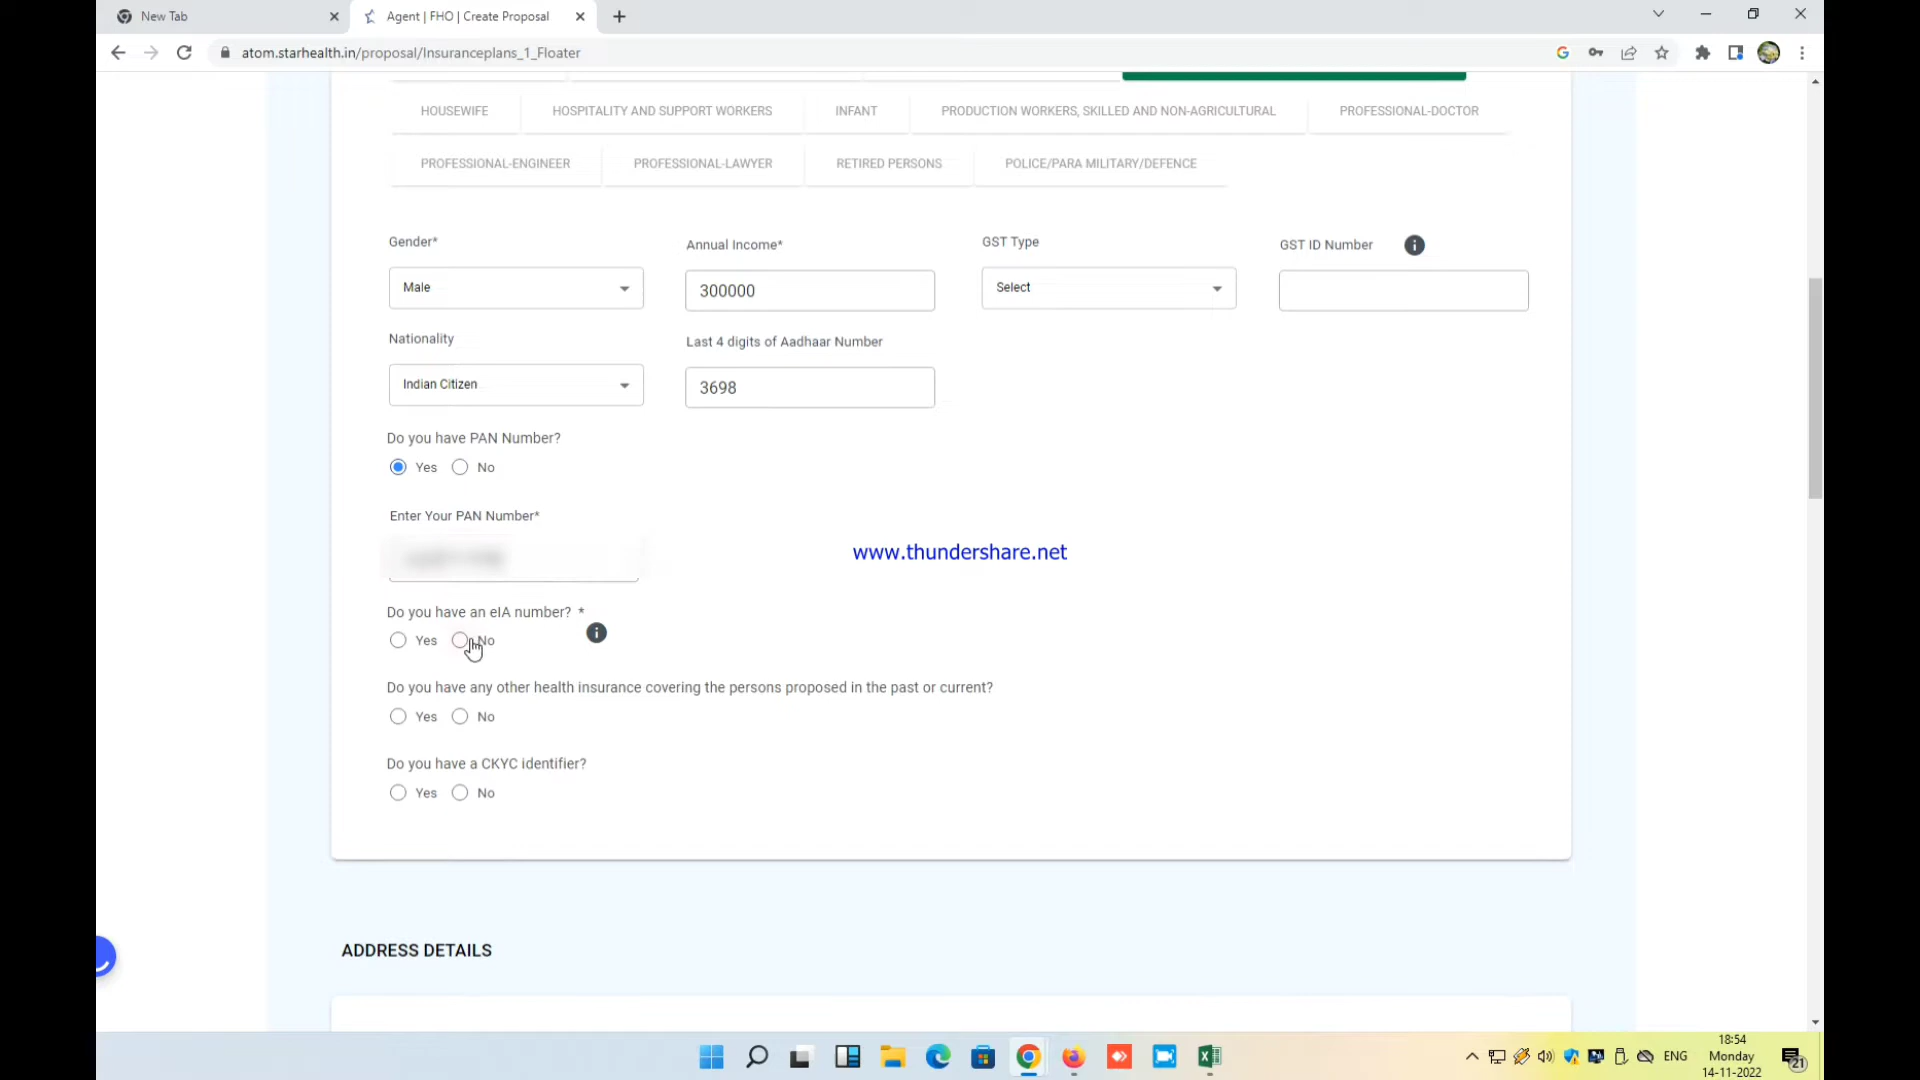 New Tab
Agent | FHO | Create Proposal
atom.starhealth.in/proposal/Insuranceplans_1_Floater
HOUSEWIFE HOSPITALITY AND SUPPORT WORKERS INFANT PRODUCTION WORKERS, SKILLED AND NON-AGRICULTURAL PROFESSIONAL-DOCTOR
PROFESSIONAL-ENGINEER PROFESSIONAL-LAWYER RETIRED PERSONS POLICE/PARA MILITARY/DEFENCE
Gender* Annual Income* GST Type GST ID Number
Male 300000 Select
Nationality Last 4 digits of Aadhaar Number
Indian Citizen 3698
Do you have PAN Number?
Yes No
Enter Your PAN Number*
www.thundershare.net
Do you have an eIA number? *
Yes No
Do you have any other health insurance covering the persons proposed in the past or current?
Yes No
Do you have a CKYC identifier?
Yes No
ADDRESS DETAILS
ENG
18:54
Monday
14-11-2022
21